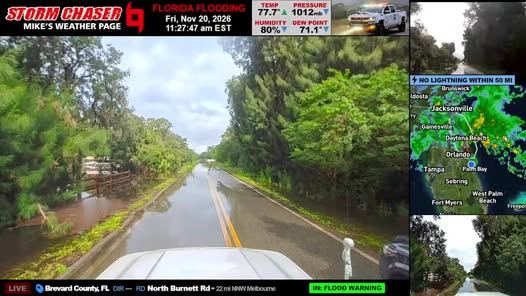 STORM CHASER
MIKE'S WEATHER PAGE
FLORIDA FLOODING
Fri, Nov 20, 2026
11:27:47 am EST
TEMP
77.7°
PRESSURE
1012mb
HUMIDITY
80%
DEW POINT
71.1°
NO LIGHTNING WITHIN 50 MI
Brunswick
Jacksonville
Gainesville
Daytona Beach
Orlando
Tampa
Palm Bay
Sebring
West Palm
Beach
Fort Myers
Freeport
LIVE
Brevard County, FL
DIR — RD
North Burnett Rd - 22 mi NNW Melbourne
IN: FLOOD WARNING